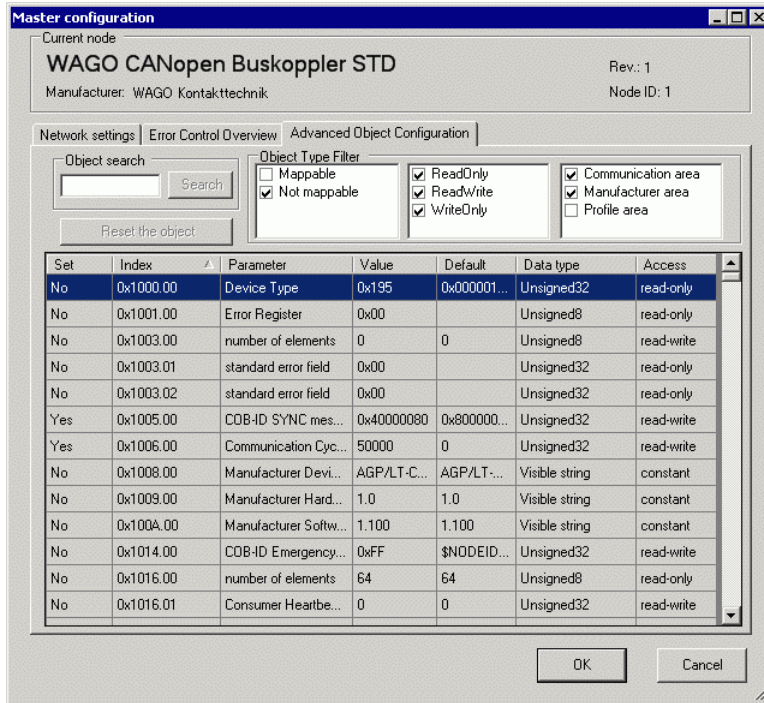 Master configuration
Current node
WAGO CANopen Buskoppler STD
Rev.: 1
Manufacturer: WAGO Kontakttechnik
Node ID: 1
Network settings Error Control Overview Advanced Object Configuration
Object search
Search
Reset the object
Object Type Filter
Mappable
Not mappable
ReadOnly
ReadWrite
WriteOnly
Communication area
Manufacturer area
Profile area
Set Index Parameter Value Default Data type Access
No 0x1000.00 Device Type 0x195 0x000001... Unsigned32 read-only
No 0x1001.00 Error Register 0x00 Unsigned8 read-only
No 0x1003.00 number of elements 0 0 Unsigned8 read-write
No 0x1003.01 standard error field 0x00 Unsigned32 read-only
No 0x1003.02 standard error field 0x00 Unsigned32 read-only
Yes 0x1005.00 COB-ID SYNC mes... 0x40000080 0x800000... Unsigned32 read-write
Yes 0x1006.00 Communication Cyc... 50000 0 Unsigned32 read-write
No 0x1008.00 Manufacturer Devi... AGP/LT-C... AGP/LT-... Visible string constant
No 0x1009.00 Manufacturer Hard... 1.0 1.0 Visible string constant
No 0x100A.00 Manufacturer Softw... 1.100 1.100 Visible string constant
No 0x1014.00 COB-ID Emergency... 0xFF $NODEID... Unsigned32 read-write
No 0x1016.00 number of elements 64 64 Unsigned8 read-only
No 0x1016.01 Consumer Heartbe... 0 0 Unsigned32 read-write
OK Cancel